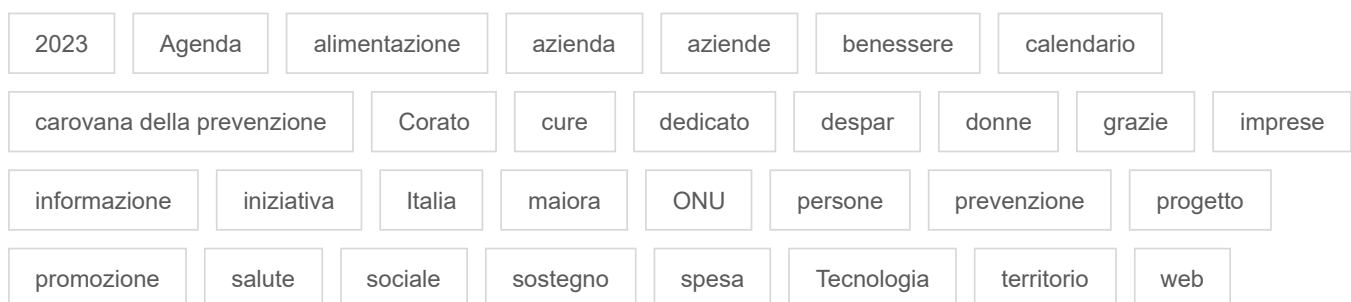 2023 Agenda alimentazione azienda aziende benessere calendario
carovana della prevenzione Corato cure dedicato despar donne grazie imprese
informazione iniziativa Italia maiora ONU persone prevenzione progetto
promozione salute sociale sostegno spesa Tecnologia territorio web